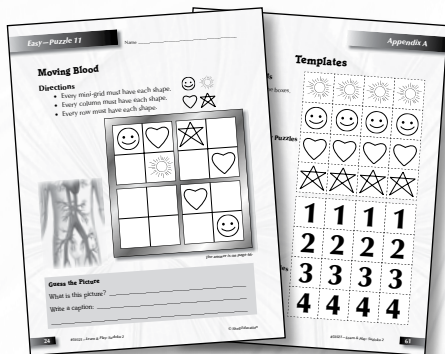 Easy—Puzzle 11
Name
Moving Blood
Directions
• Every mini-grid must have each shape.
• Every column must have each shape.
• Every row must have each shape.
Guess the Picture
What is this picture?
Write a caption:
24
Appendix A
Templates
Puzzles
1 1 1 1
2 2 2 2
3 3 3 3
4 4 4 4
61